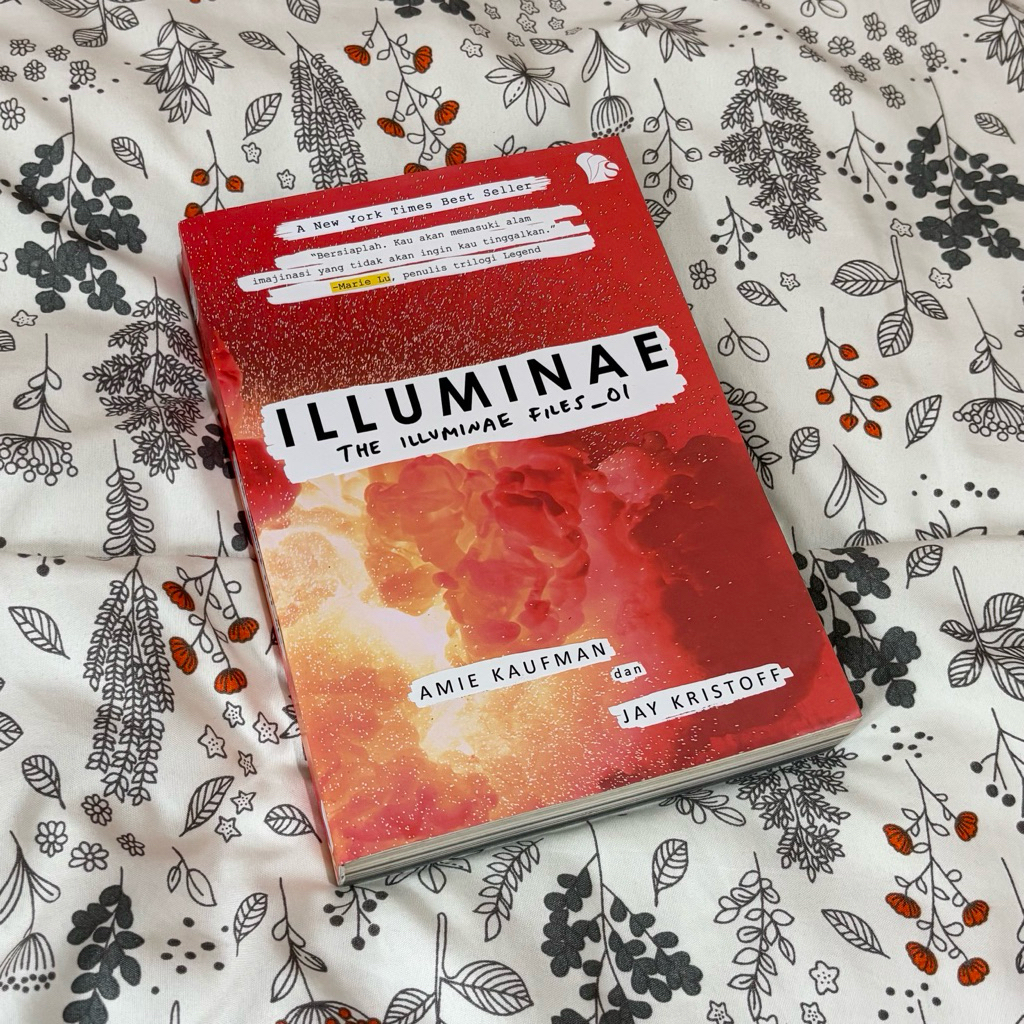 A New York Times Best Seller
"Bersiaplah. Kau akan memasuki alam
imajinasi yang tidak akan ingin kau tinggalkan."
—Marie Lu, penulis trilogi Legend
ILLUMINAE
THE ILLUMINAE FILES_01
AMIE KAUFMAN
dan
JAY KRISTOFF